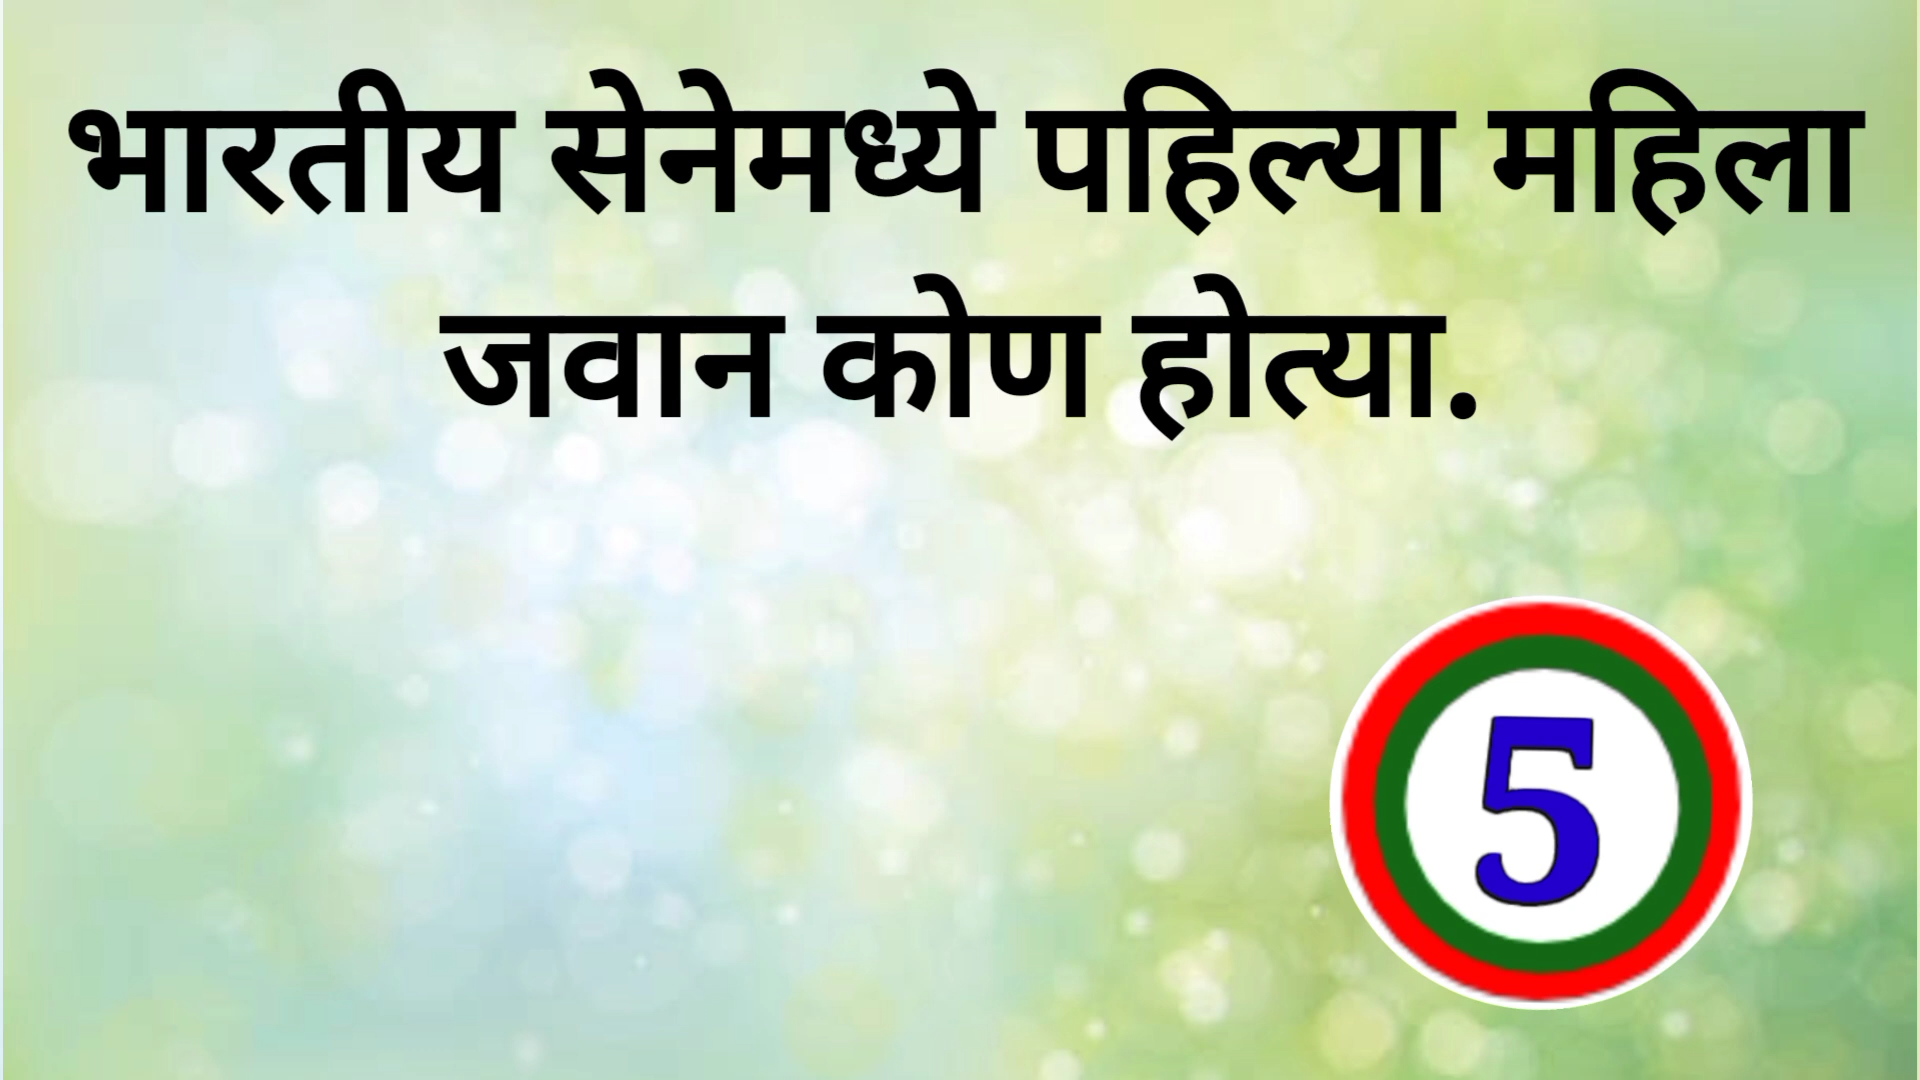 भारतीय सेनेमध्ये पहिल्या महिला
जवान कोण होत्या.
5